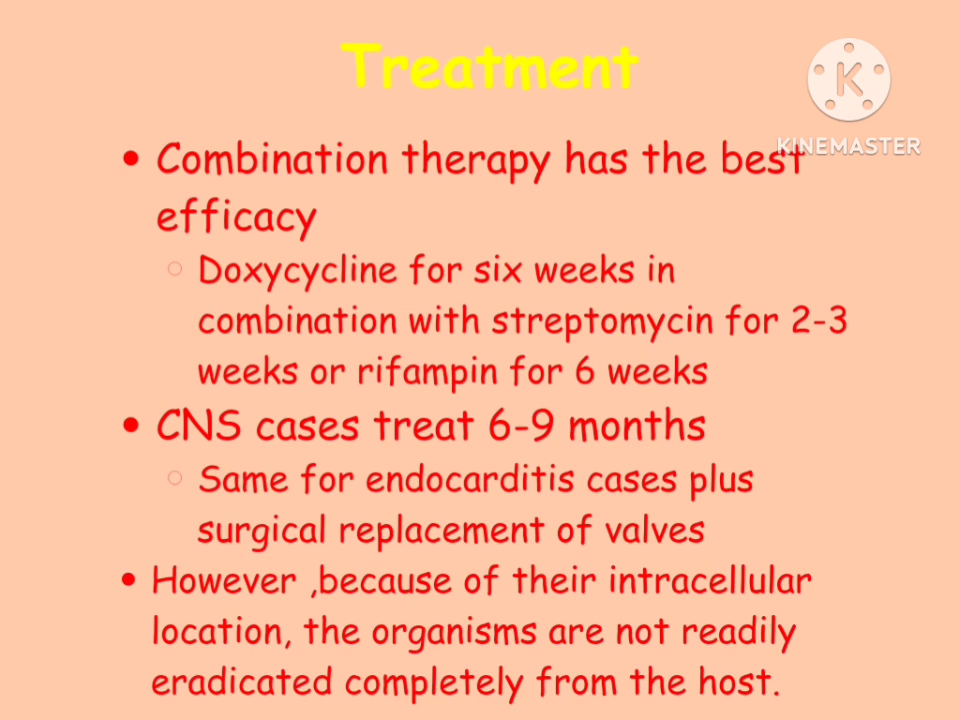 Treatment
K
KINEMASTER
• Combination therapy has the best
efficacy
○ Doxycycline for six weeks in
combination with streptomycin for 2-3
weeks or rifampin for 6 weeks
• CNS cases treat 6-9 months
○ Same for endocarditis cases plus
surgical replacement of valves
• However ,because of their intracellular
location, the organisms are not readily
eradicated completely from the host.